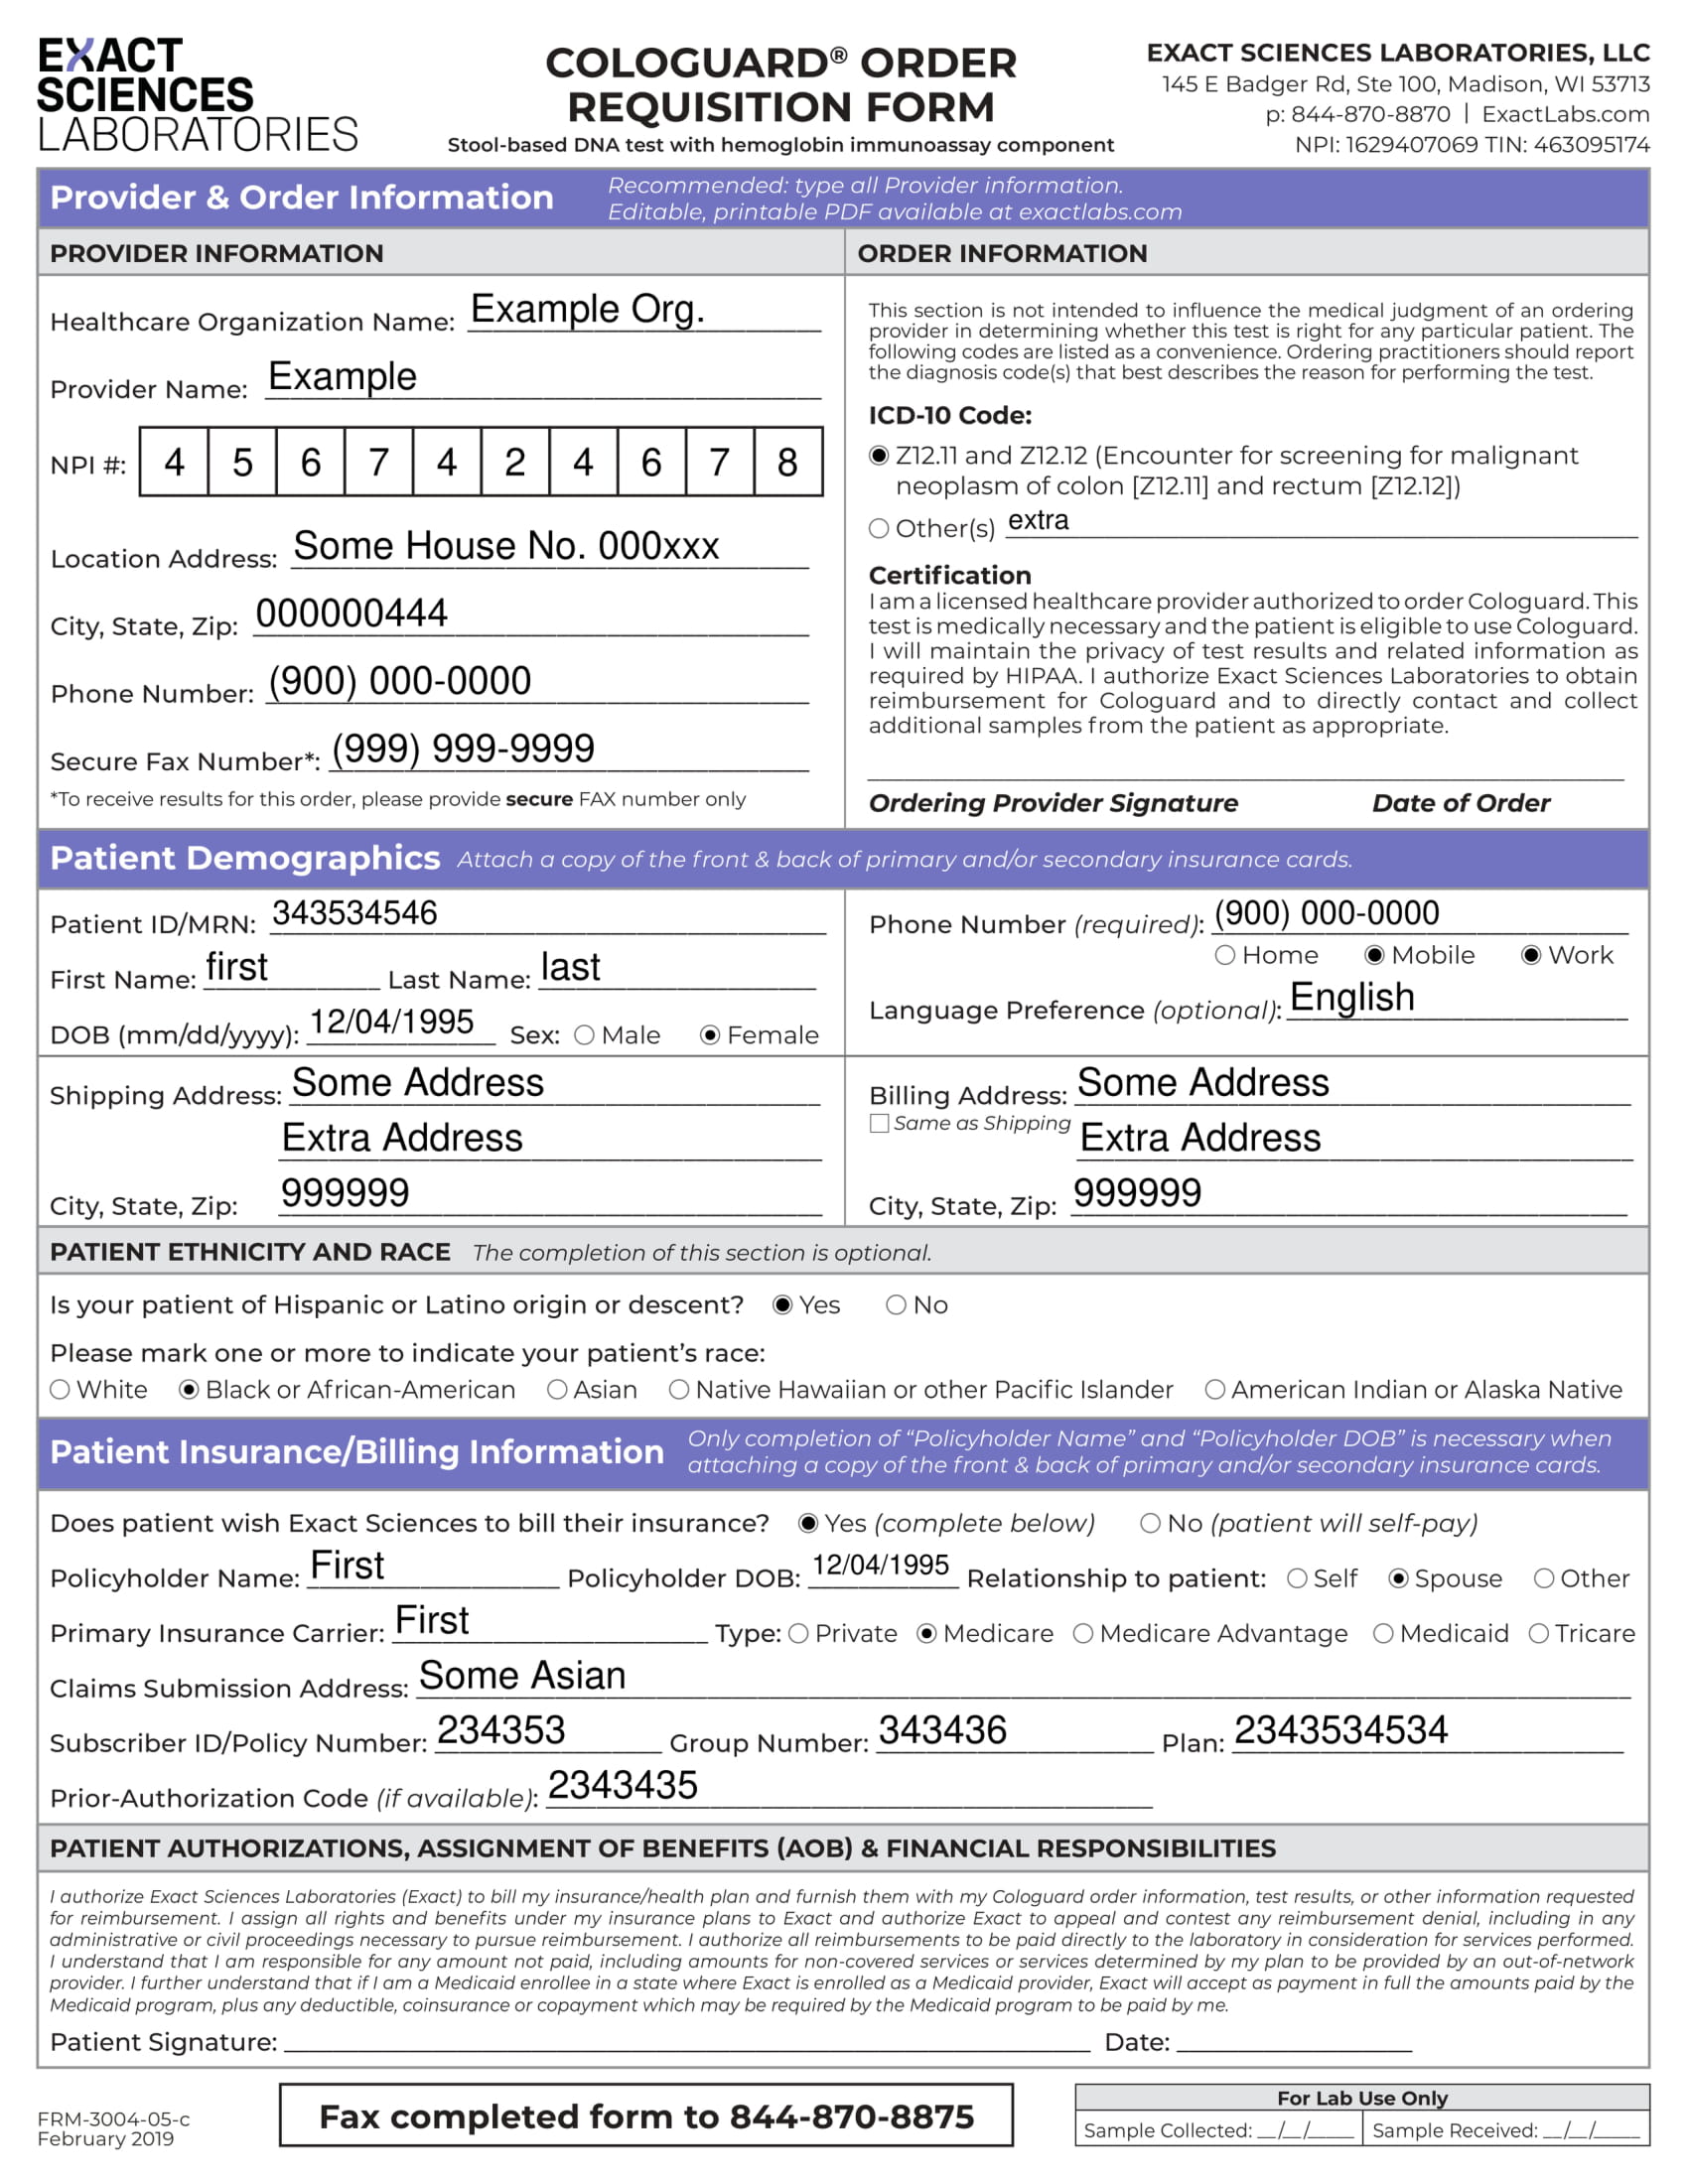 EXACT
SCIENCES
LABORATORIES
COLOGUARD® ORDER
REQUISITION FORM
Stool-based DNA test with hemoglobin immunoassay component
EXACT SCIENCES LABORATORIES, LLC
145 E Badger Rd, Ste 100, Madison, WI 53713
p: 844-870-8870 | ExactLabs.com
NPI: 1629407069 TIN: 463095174
Provider & Order Information
Recommended: type all Provider information.
Editable, printable PDF available at exactlabs.com
PROVIDER INFORMATION
Healthcare Organization Name: Example Org.
Provider Name: Example
NPI #: 4 5 6 7 4 2 4 6 7 8
Location Address: Some House No. 000xxx
City, State, Zip: 000000444
Phone Number: (900) 000-0000
Secure Fax Number*: (999) 999-9999
*To receive results for this order, please provide secure FAX number only
ORDER INFORMATION
This section is not intended to influence the medical judgment of an ordering
provider in determining whether this test is right for any particular patient. The
following codes are listed as a convenience. Ordering practitioners should report
the diagnosis code(s) that best describes the reason for performing the test.
ICD-10 Code:
Z12.11 and Z12.12 (Encounter for screening for malignant
neoplasm of colon [Z12.11] and rectum [Z12.12])
Other(s) extra
Certification
I am a licensed healthcare provider authorized to order Cologuard. This
test is medically necessary and the patient is eligible to use Cologuard.
I will maintain the privacy of test results and related information as
required by HIPAA. I authorize Exact Sciences Laboratories to obtain
reimbursement for Cologuard and to directly contact and collect
additional samples from the patient as appropriate.
Ordering Provider Signature Date of Order
Patient Demographics Attach a copy of the front & back of primary and/or secondary insurance cards.
Patient ID/MRN: 343534546
First Name: first Last Name: last
DOB (mm/dd/yyyy): 12/04/1995 Sex: Male Female
Phone Number (required): (900) 000-0000
Home Mobile Work
Language Preference (optional): English
Shipping Address: Some Address
Extra Address
City, State, Zip: 999999
Billing Address: Some Address
Same as Shipping Extra Address
City, State, Zip: 999999
PATIENT ETHNICITY AND RACE The completion of this section is optional.
Is your patient of Hispanic or Latino origin or descent? Yes No
Please mark one or more to indicate your patient's race:
White Black or African-American Asian Native Hawaiian or other Pacific Islander American Indian or Alaska Native
Patient Insurance/Billing Information
Only completion of "Policyholder Name" and "Policyholder DOB" is necessary when
attaching a copy of the front & back of primary and/or secondary insurance cards.
Does patient wish Exact Sciences to bill their insurance? Yes (complete below) No (patient will self-pay)
Policyholder Name: First Policyholder DOB: 12/04/1995 Relationship to patient: Self Spouse Other
Primary Insurance Carrier: First Type: Private Medicare Medicare Advantage Medicaid Tricare
Claims Submission Address: Some Asian
Subscriber ID/Policy Number: 234353 Group Number: 343436 Plan: 2343534534
Prior-Authorization Code (if available): 2343435
PATIENT AUTHORIZATIONS, ASSIGNMENT OF BENEFITS (AOB) & FINANCIAL RESPONSIBILITIES
I authorize Exact Sciences Laboratories (Exact) to bill my insurance/health plan and furnish them with my Cologuard order information, test results, or other information requested
for reimbursement. I assign all rights and benefits under my insurance plans to Exact and authorize Exact to appeal and contest any reimbursement denial, including in any
administrative or civil proceedings necessary to pursue reimbursement. I authorize all reimbursements to be paid directly to the laboratory in consideration for services performed.
I understand that I am responsible for any amount not paid, including amounts for non-covered services or services determined by my plan to be provided by an out-of-network
provider. I further understand that if I am a Medicaid enrollee in a state where Exact is enrolled as a Medicaid provider, Exact will accept as payment in full the amounts paid by the
Medicaid program, plus any deductible, coinsurance or copayment which may be required by the Medicaid program to be paid by me.
Patient Signature: Date:
FRM-3004-05-c
February 2019
Fax completed form to 844-870-8875
For Lab Use Only
Sample Collected: __/__/____ Sample Received: __/__/____